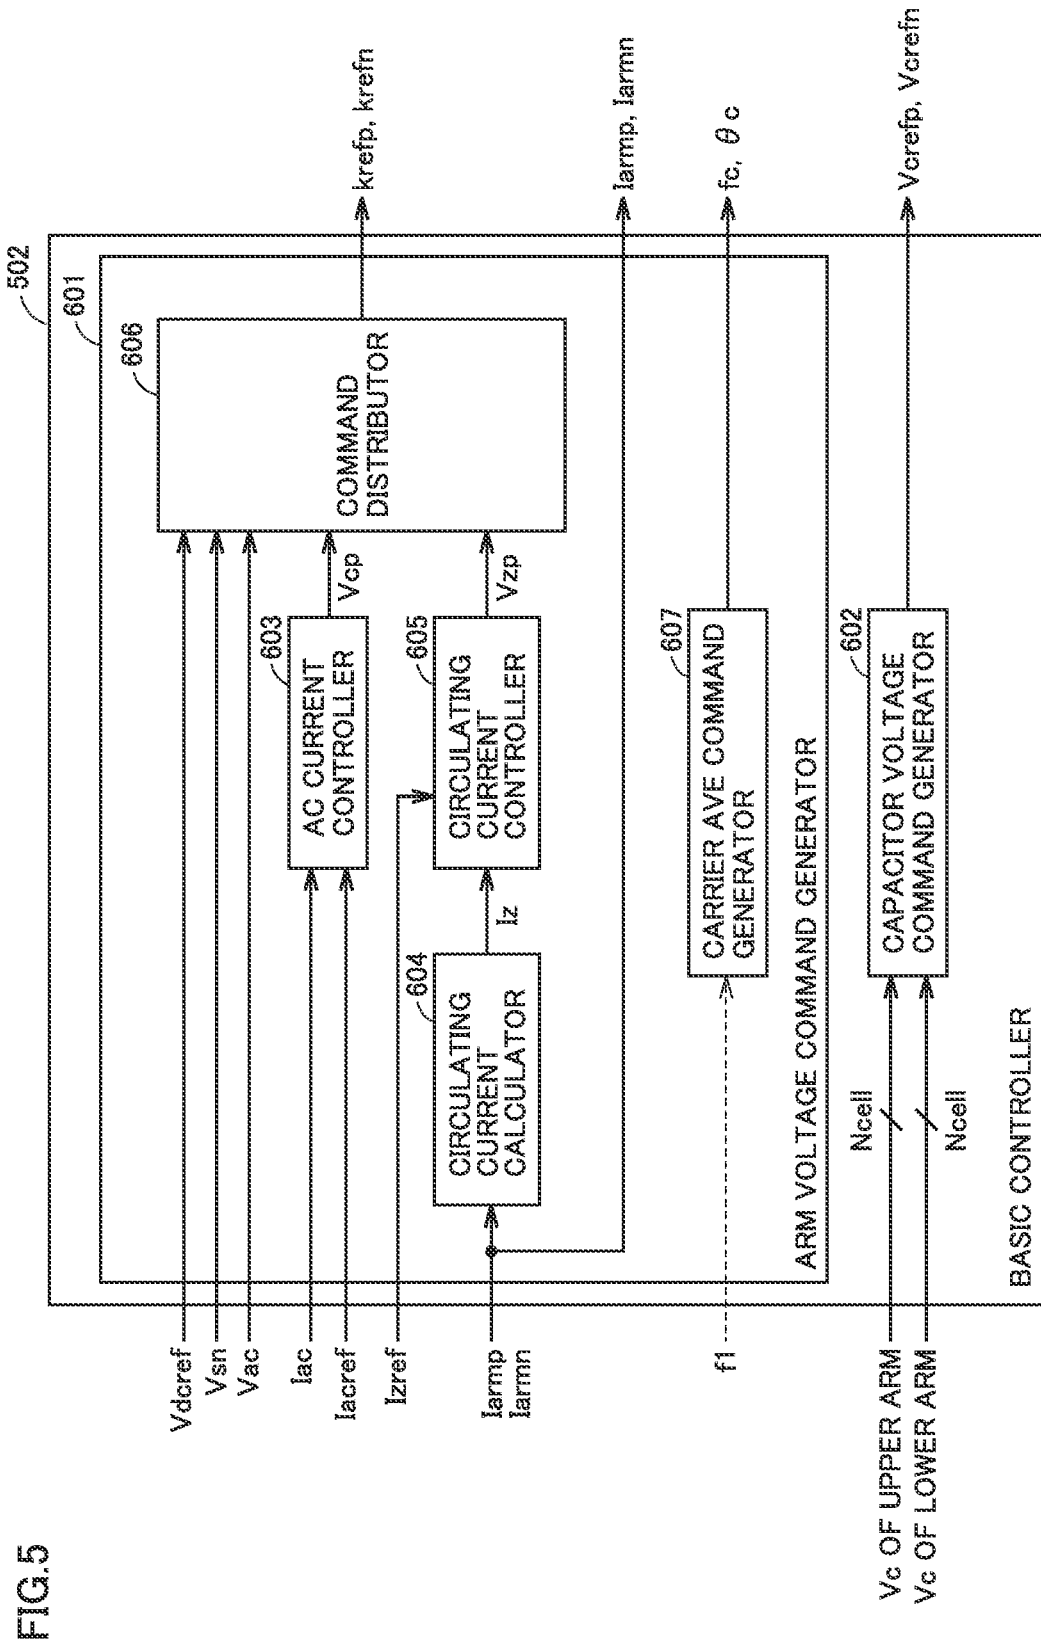 FIG.5
502
601
606
Vdcref
Vsn
Vac
COMMAND
DISTRIBUTOR
krefp, krefn
603
AC CURRENT
CONTROLLER
Vcp
Iac
Iacref
Izref
604
CIRCULATING
CURRENT
CALCULATOR
Iz
605
CIRCULATING
CURRENT
CONTROLLER
Vzp
Iarmp
Iarmn
Iarmp, Iarmn
607
CARRIER AVE COMMAND
GENERATOR
f1
fc, θc
ARM VOLTAGE COMMAND GENERATOR
602
CAPACITOR VOLTAGE
COMMAND GENERATOR
Ncell
Ncell
Vc OF UPPER ARM
Vc OF LOWER ARM
Vcrefp, Vcrefn
BASIC CONTROLLER